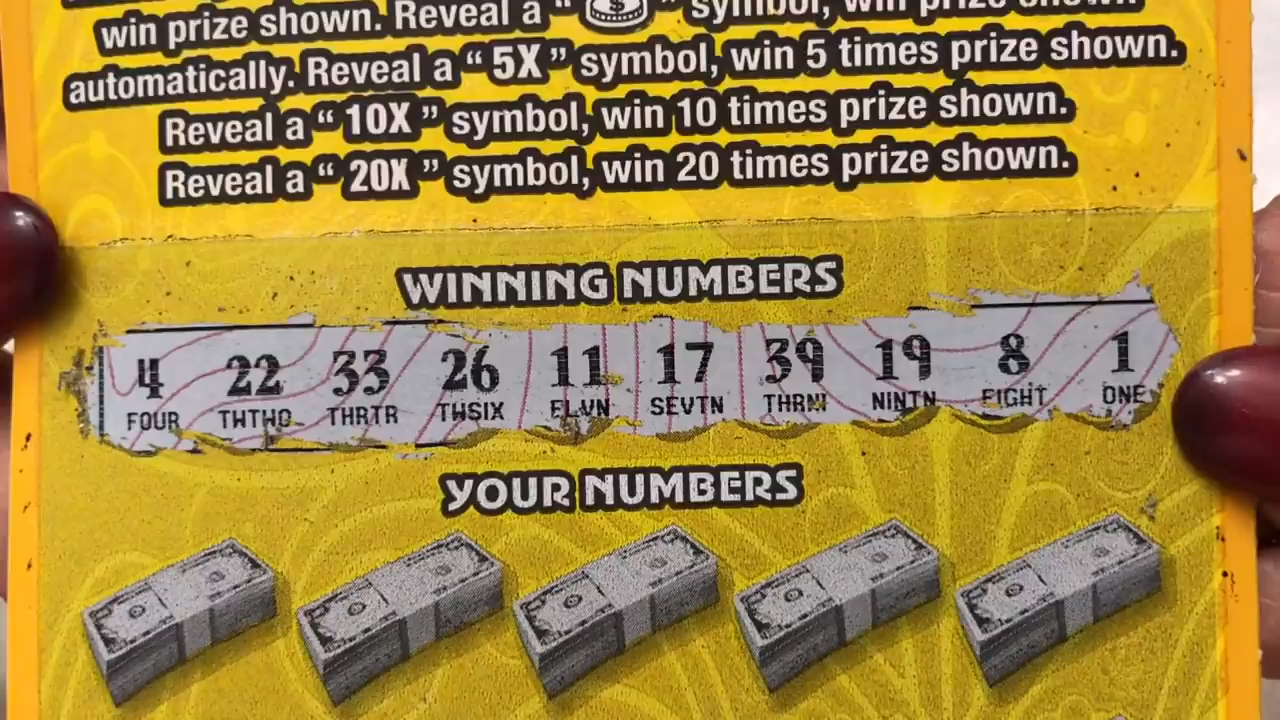 win prize shown. Reveal a “ $ ” symbol, win prize shown
automatically. Reveal a “ 5X ” symbol, win 5 times prize shown.
Reveal a “ 10X ” symbol, win 10 times prize shown.
Reveal a “ 20X ” symbol, win 20 times prize shown.
WINNING NUMBERS
4 22 33 26 11 17 39 19 8 1
FOUR TWTWO THRTR TWSIX ELVN SEVTN THRNI NINTN EIGHT ONE
YOUR NUMBERS